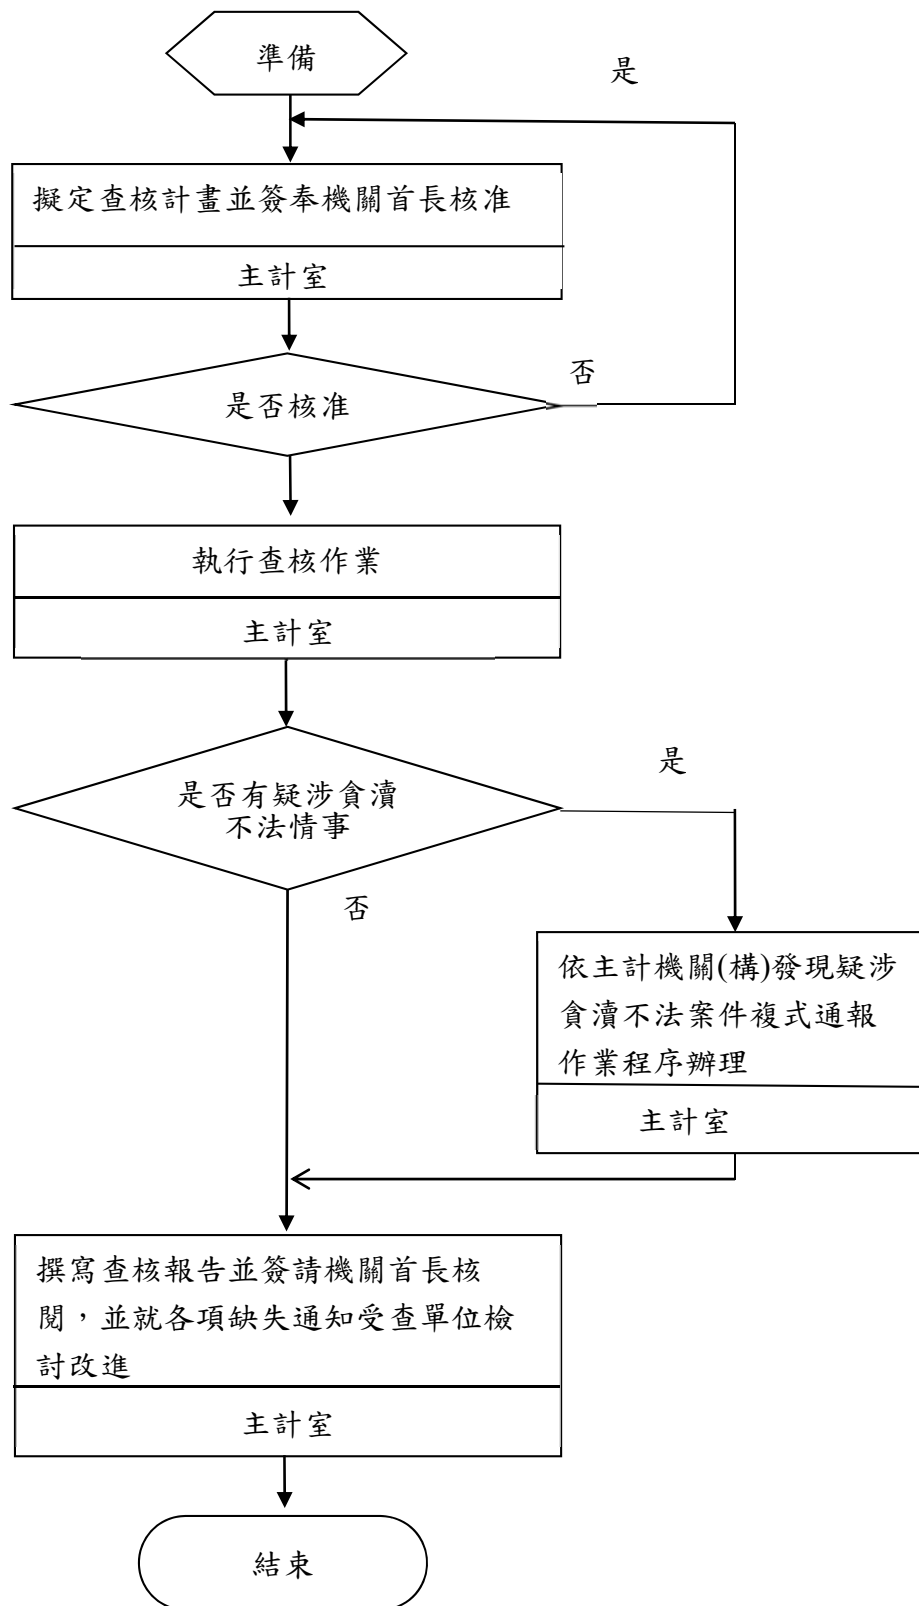 準備
是
擬定查核計畫並簽奉機關首長核准
主計室
否
是否核准
執行查核作業
主計室
是
是否有疑涉貪瀆
不法情事
否
依主計機關(構)發現疑涉
貪瀆不法案件複式通報
作業程序辦理
主計室
撰寫查核報告並簽請機關首長核
閱，並就各項缺失通知受查單位檢
討改進
主計室
結束